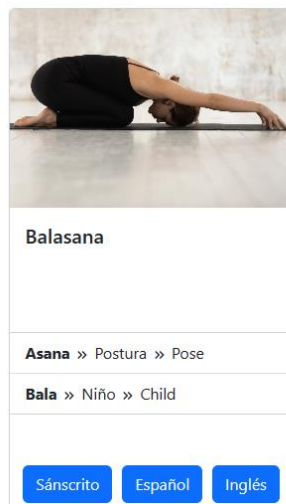 Balasana
Asana » Postura » Pose
Bala » Niño » Child
Sánscrito Español Inglés